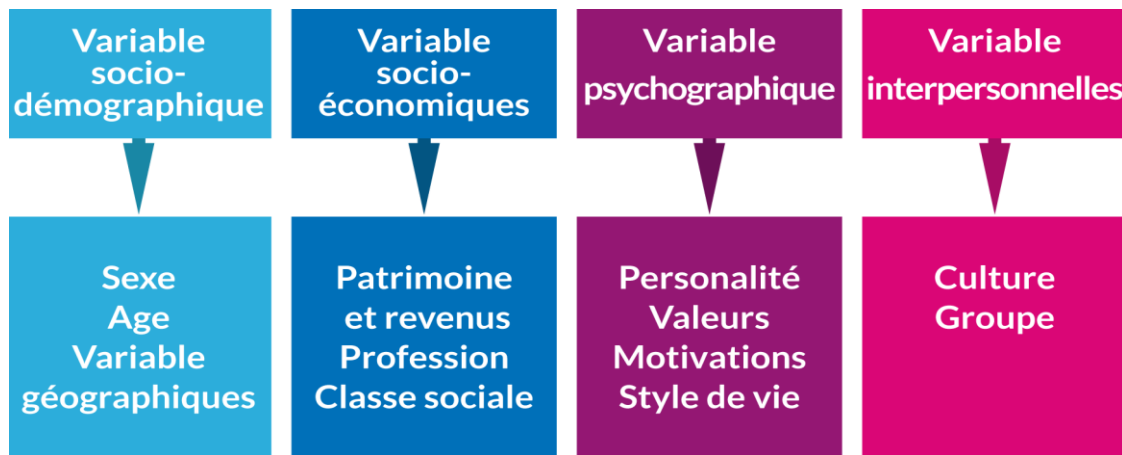 Variable
socio-
démographique
Variable
socio-
économiques
Variable
psychographique
Variable
interpersonnelles
Sexe
Age
Variable
géographiques
Patrimoine
et revenus
Profession
Classe sociale
Personalité
Valeurs
Motivations
Style de vie
Culture
Groupe